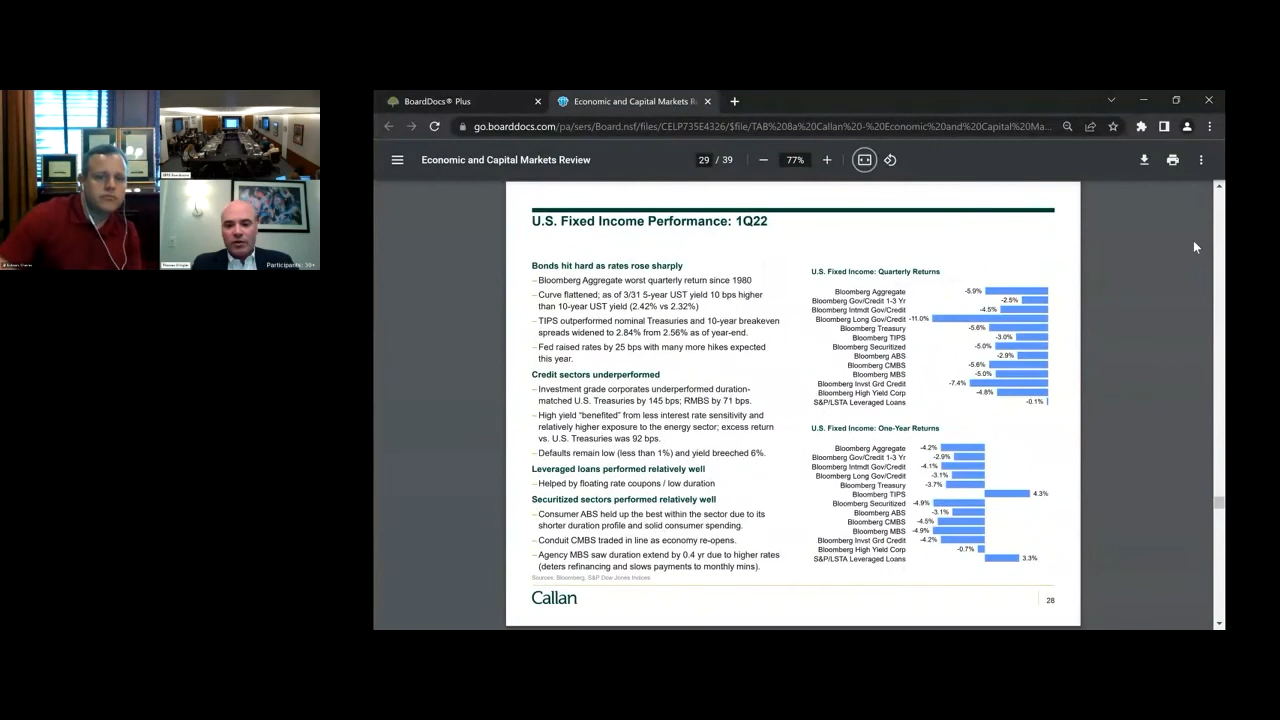 BoardDocs® Plus
Economic and Capital Markets R
go.boarddocs.com/pa/sers/Board.nsf/files/CELP735E4326/$file/TAB%208a%20Callan%20-%20Economic%20and%20Capital%20Ma...
Economic and Capital Markets Review
29 / 39
77%
Participants: 39+
U.S. Fixed Income Performance: 1Q22
Bonds hit hard as rates rose sharply
– Bloomberg Aggregate worst quarterly return since 1980
– Curve flattened; as of 3/31 5-year UST yield 10 bps higher
than 10-year UST yield (2.42% vs 2.32%)
– TIPS outperformed nominal Treasuries and 10-year breakeven
spreads widened to 2.84% from 2.56% as of year-end.
– Fed raised rates by 25 bps with many more hikes expected
this year.
Credit sectors underperformed
– Investment grade corporates underperformed duration-
matched U.S. Treasuries by 145 bps; RMBS by 71 bps.
– High yield “benefited” from less interest rate sensitivity and
relatively higher exposure to the energy sector; excess return
vs. U.S. Treasuries was 92 bps.
– Defaults remain low (less than 1%) and yield breeched 6%.
Leveraged loans performed relatively well
– Helped by floating rate coupons / low duration
Securitized sectors performed relatively well
– Consumer ABS held up the best within the sector due to its
shorter duration profile and solid consumer spending.
– Conduit CMBS traded in line as economy re-opens.
– Agency MBS saw duration extend by 0.4 yr due to higher rates
(deters refinancing and slows payments to monthly mins).
Sources: Bloomberg, S&P Dow Jones Indices
U.S. Fixed Income: Quarterly Returns
Bloomberg Aggregate -5.9%
Bloomberg Gov/Credit 1-3 Yr -2.5%
Bloomberg Intmdt Gov/Credit -4.5%
Bloomberg Long Gov/Credit -11.0%
Bloomberg Treasury -5.6%
Bloomberg TIPS -3.0%
Bloomberg Securitized -5.0%
Bloomberg ABS -2.9%
Bloomberg CMBS -5.6%
Bloomberg MBS -5.0%
Bloomberg Invst Grd Credit -7.4%
Bloomberg High Yield Corp -4.8%
S&P/LSTA Leveraged Loans -0.1%
U.S. Fixed Income: One-Year Returns
Bloomberg Aggregate -4.2%
Bloomberg Gov/Credit 1-3 Yr -2.9%
Bloomberg Intmdt Gov/Credit -4.1%
Bloomberg Long Gov/Credit -3.1%
Bloomberg Treasury -3.7%
Bloomberg TIPS 4.3%
Bloomberg Securitized -4.9%
Bloomberg ABS -3.1%
Bloomberg CMBS -4.5%
Bloomberg MBS -4.9%
Bloomberg Invst Grd Credit -4.2%
Bloomberg High Yield Corp -0.7%
S&P/LSTA Leveraged Loans 3.3%
Callan
28